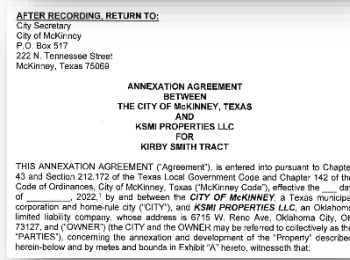 AFTER RECORDING, RETURN TO:
City Secretary
City of McKinney
P.O. Box 517
222 N. Tennessee Street
McKinney, Texas 75069
ANNEXATION AGREEMENT
BETWEEN
THE CITY OF McKINNEY, TEXAS
AND
KSMI PROPERTIES LLC
FOR
KIRBY SMITH TRACT
THIS ANNEXATION AGREEMENT ("Agreement"), is entered into pursuant to Chapte
43 and Section 212.172 of the Texas Local Government Code and Chapter 142 of the
Code of Ordinances, City of McKinney, Texas ("McKinney Code"), effective the ___ da
of __________, 2022,¹ by and between the CITY OF MCKINNEY, a Texas municipa
corporation and home-rule city ("CITY"), and KSMI PROPERTIES, LLC, an Oklahom
limited liability company, whose address is 6715 W. Reno Ave, Oklahoma City, OK
73127, and ("OWNER") (the CITY and the OWNER may be referred to collectively as the
"PARTIES"), concerning the annexation and development of the "Property" described
herein-below and by metes and bounds in Exhibit "A" hereto, witnesseth that: